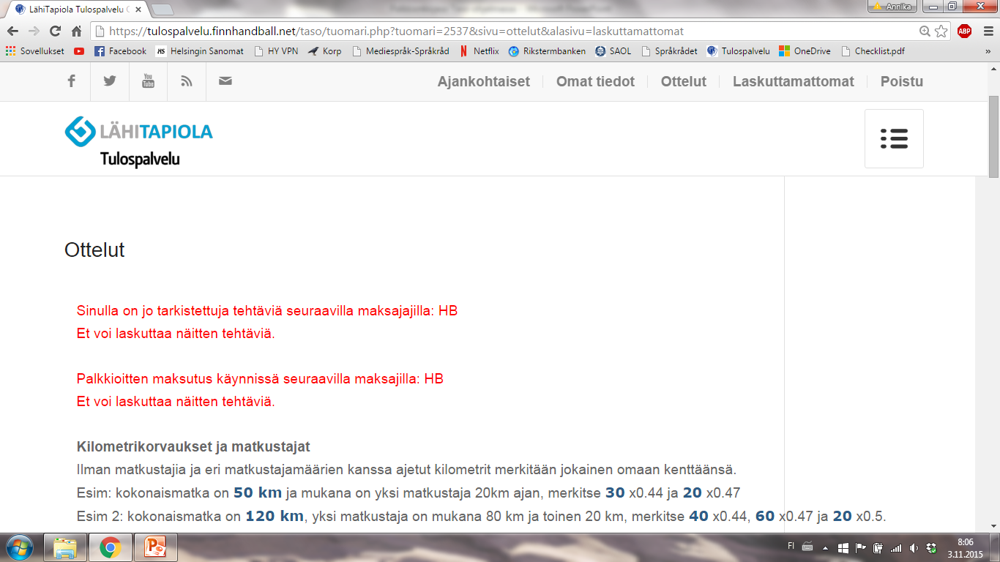 LähiTapiola Tulospalvelu
Annika
https://tulospalvelu.finnhandball.net/taso/tuomari.php?tuomari=2537&sivu=ottelut&alasivu=laskuttamattomat
ABP
Sovellukset Facebook HS Helsingin Sanomat HY VPN Korp Mediespråk-Språkråd Netflix Rikstermbanken SAOL Språkrådet Tulospalvelu OneDrive Checklist.pdf »
You Tube
Ajankohtaiset Omat tiedot Ottelut Laskuttamattomat Poistu
LÄHITAPIOLA
Tulospalvelu
Ottelut
Sinulla on jo tarkistettuja tehtäviä seuraavilla maksajajilla: HB
Et voi laskuttaa näitten tehtäviä.
Palkkioitten maksutus käynnissä seuraavilla maksajilla: HB
Et voi laskuttaa näitten tehtäviä.
Kilometrikorvaukset ja matkustajat
Ilman matkustajia ja eri matkustajamäärien kanssa ajetut kilometrit merkitään jokainen omaan kenttäänsä.
Esim: kokonaismatka on 50 km ja mukana on yksi matkustaja 20km ajan, merkitse 30 x0.44 ja 20 x0.47
Esim 2: kokonaismatka on 120 km, yksi matkustaja on mukana 80 km ja toinen 20 km, merkitse 40 x0.44, 60 x0.47 ja 20 x0.5.
FI
8:06
3.11.2015